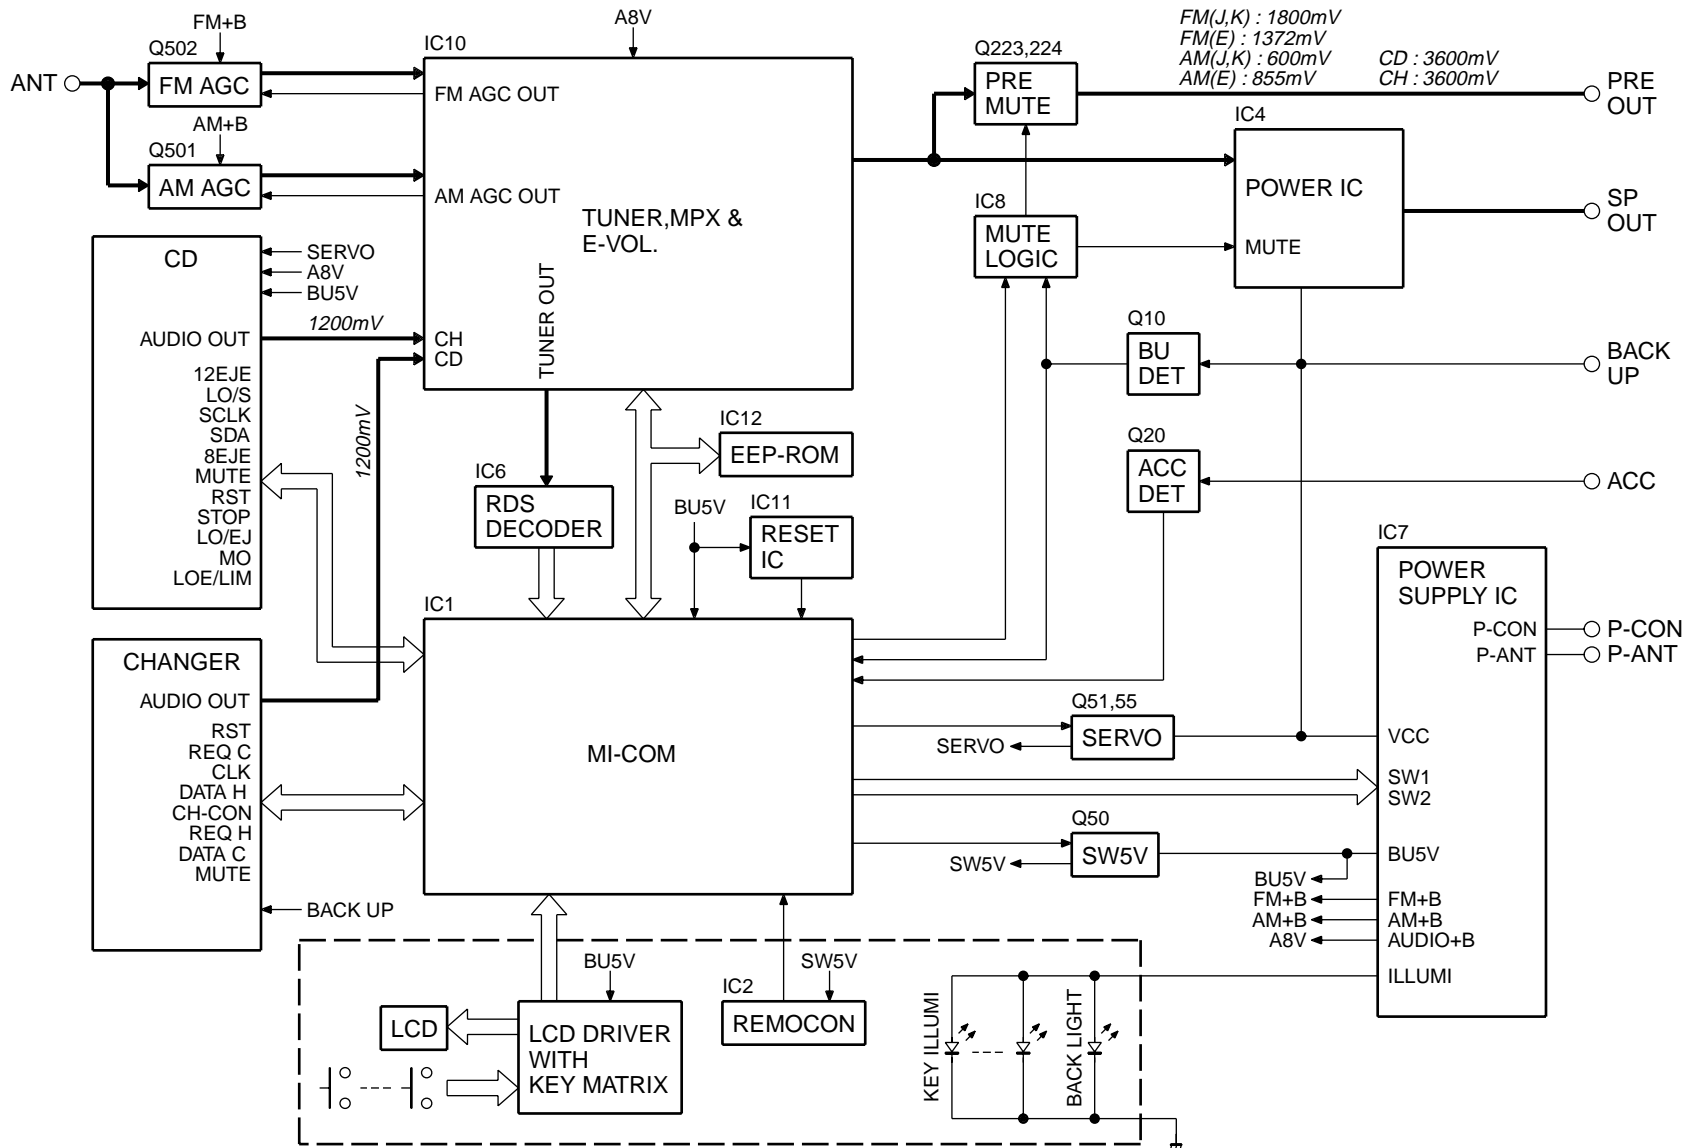 FM+B
Q502
FM AGC
ANT
AM+B
Q501
AM AGC
IC10
A8V
FM AGC OUT
AM AGC OUT
TUNER,MPX &
E-VOL.
TUNER OUT
CH
CD
Q223,224
PRE
MUTE
FM(J,K) : 1800mV
FM(E) : 1372mV
AM(J,K) : 600mV
AM(E) : 855mV
CD : 3600mV
CH : 3600mV
PRE
OUT
IC4
POWER IC
MUTE
SP
OUT
IC8
MUTE
LOGIC
CD
SERVO
A8V
BU5V
AUDIO OUT
1200mV
12EJE
LO/S
SCLK
SDA
8EJE
MUTE
RST
STOP
LO/EJ
MO
LOE/LIM
1200mV
Q10
BU
DET
BACK
UP
Q20
ACC
DET
ACC
IC12
EEP-ROM
IC6
RDS
DECODER
BU5V
IC11
RESET
IC
IC7
POWER
SUPPLY IC
P-CON
P-ANT
P-CON
P-ANT
VCC
SW1
SW2
BU5V
FM+B
AM+B
AUDIO+B
ILLUMI
IC1
MI-COM
CHANGER
AUDIO OUT
RST
REQ C
CLK
DATA H
CH-CON
REQ H
DATA C
MUTE
BACK UP
Q51,55
SERVO
SERVO
Q50
SW5V
SW5V
BU5V
FM+B
AM+B
A8V
BU5V
SW5V
IC2
REMOCON
LCD
LCD DRIVER
WITH
KEY MATRIX
KEY ILLUMI
BACK LIGHT